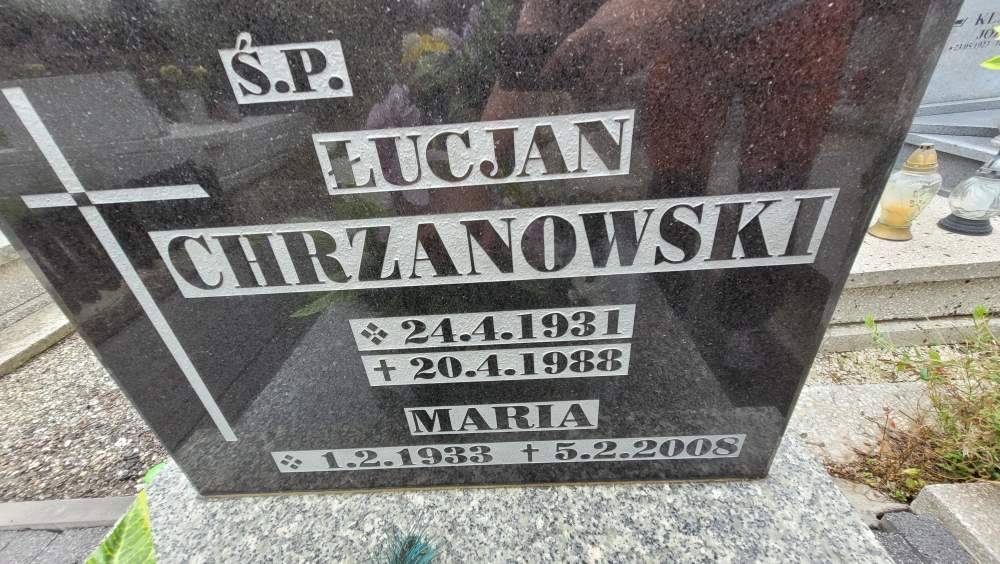 Ś.P.
ŁUCJAN
CHRZANOWSKI
❖ 24.4.1931
✝ 20.4.1988
MARIA
❖ 1.2.1933 ✝ 5.2.2008